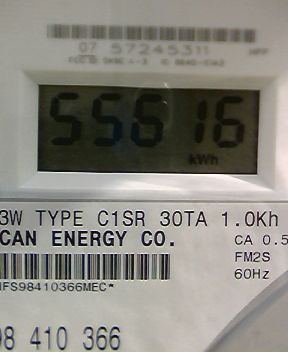 07 57245311
55616
kWh
3W TYPE C1SR 30TA 1.0Kh
CAN ENERGY CO.
CA 0.5
FM2S
60Hz
NFS98410366MEC*
98 410 366